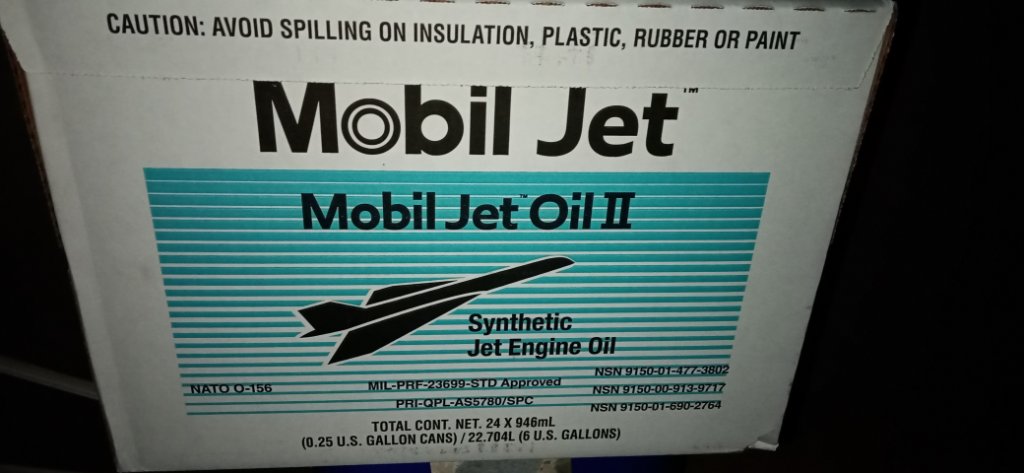 CAUTION: AVOID SPILLING ON INSULATION, PLASTIC, RUBBER OR PAINT
Mobil Jet™
Mobil Jet™ Oil II
Synthetic
Jet Engine Oil
NSN 9150-01-477-3802
NATO O-156 MIL-PRF-23699-STD Approved NSN 9150-00-913-9717
PRI-QPL-AS5780/SPC NSN 9150-01-690-2764
TOTAL CONT. NET. 24 X 946mL
(0.25 U.S. GALLON CANS) / 22.704L (6 U.S. GALLONS)